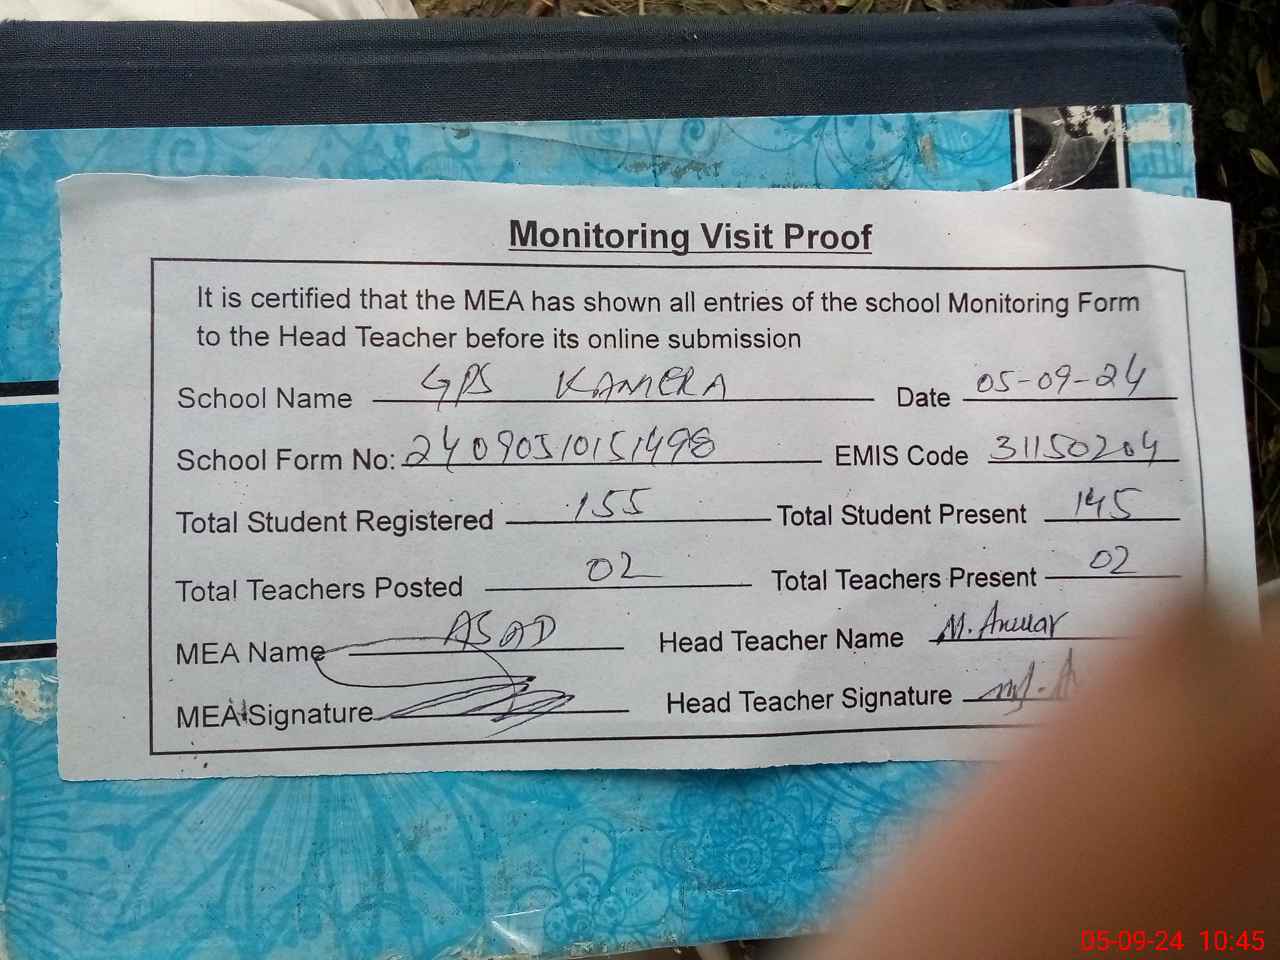 Monitoring Visit Proof
It is certified that the MEA has shown all entries of the school Monitoring Form
to the Head Teacher before its online submission
School Name GPS KAMERA Date 05-09-24
School Form No: 24090510151498 EMIS Code 31150204
Total Student Registered 155 Total Student Present 145
Total Teachers Posted 02 Total Teachers Present 02
MEA Name ASAD Head Teacher Name M. Anwar
MEA Signature Head Teacher Signature
05-09-24 10:45